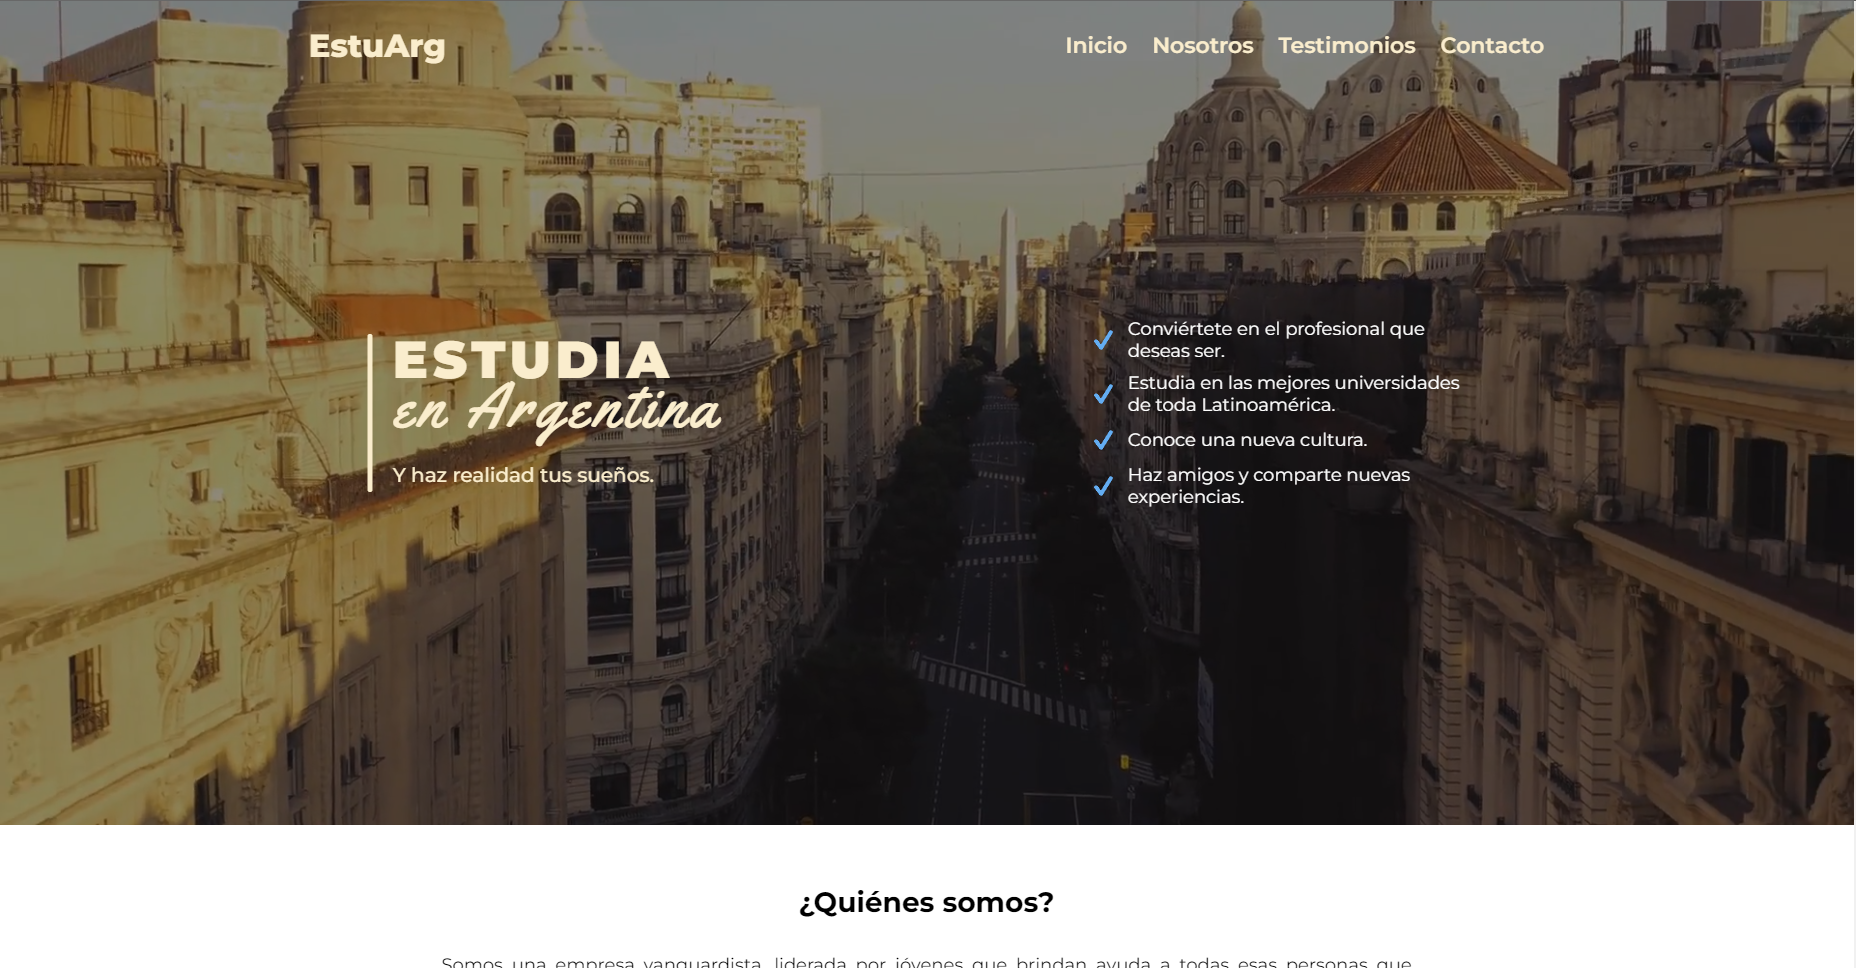 EstuArg
Inicio Nosotros Testimonios Contacto
ESTUDIA
en Argentina
Y haz realidad tus sueños.
Conviértete en el profesional que
deseas ser.
Estudia en las mejores universidades
de toda Latinoamérica.
Conoce una nueva cultura.
Haz amigos y comparte nuevas
experiencias.
¿Quiénes somos?
Somos una empresa vanguardista, liderada por jóvenes que brindan ayuda a todas esas personas que